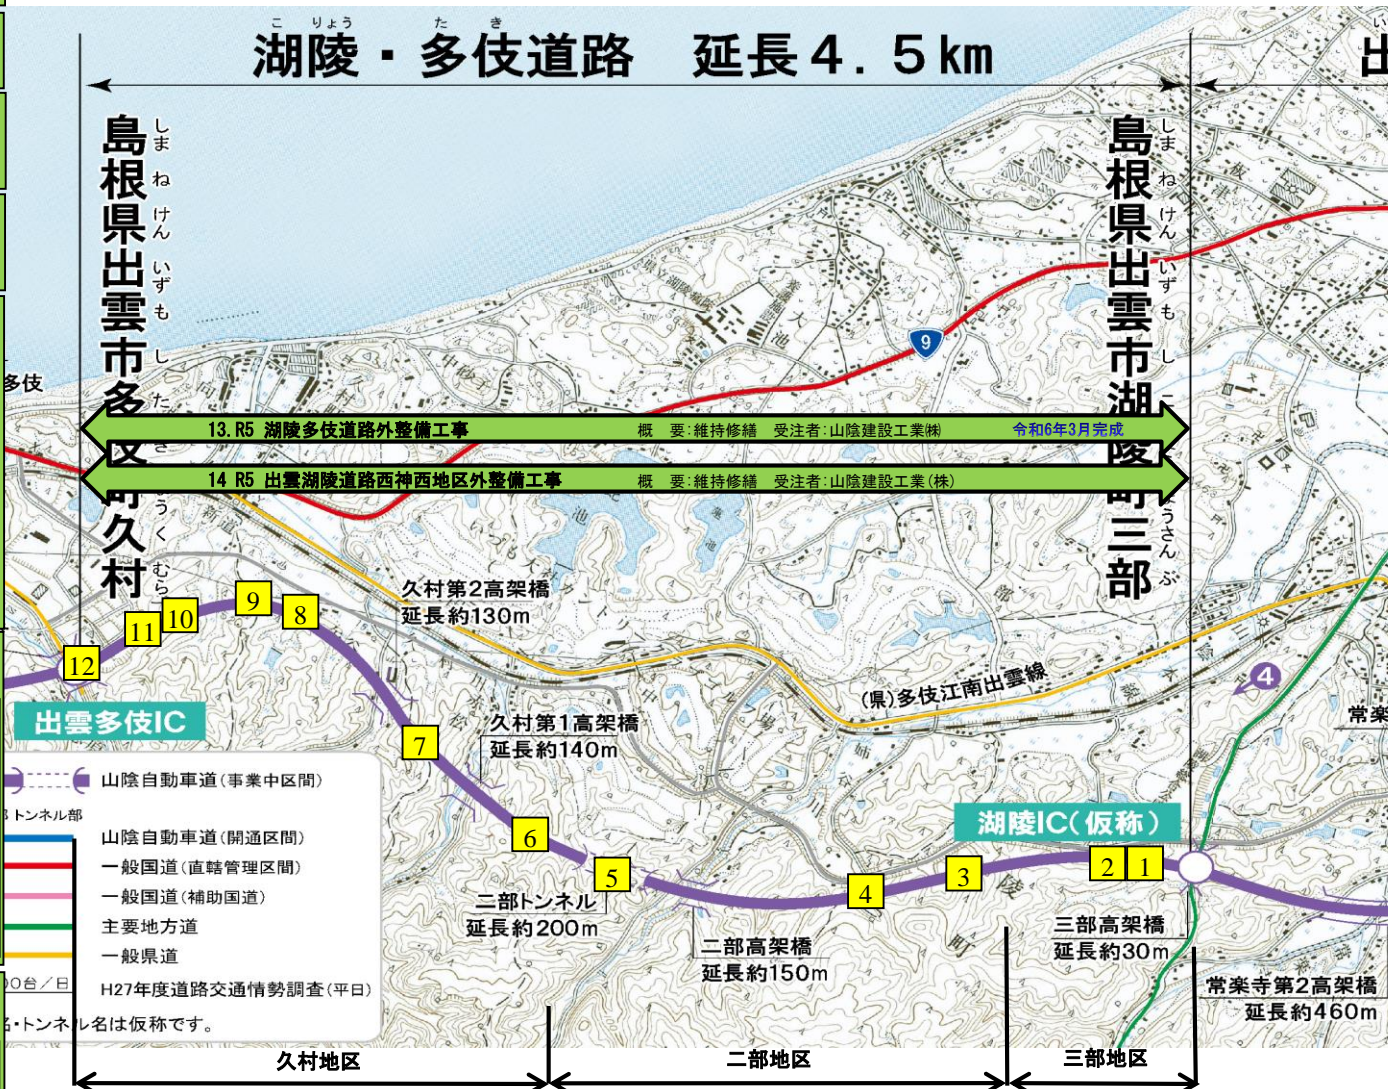 こ りょう た き
湖陵・多伎道路 延長4.5km
出
島根県出雲市多伎町久村
しま ね けん いずも し た
くむら
島根県出雲市湖陵町三部
しま ね けん いずも し こ
うさんぶ
多伎
9
13.R5 湖陵多伎道路外整備工事 概 要:維持修繕 受注者:山陰建設工業㈱ 令和6年3月完成
14 R5 出雲湖陵道路西神西地区外整備工事 概 要:維持修繕 受注者:山陰建設工業(株)
久村第2高架橋
延長約130m
9
8
10
11
12
出雲多伎IC
7
久村第1高架橋
延長約140m
(県)多伎江南出雲線
姉谷川
4
常楽
6
5
二部トンネル
延長約200m
湖陵IC(仮称)
4
3
2
1
陵
町
二部高架橋
延長約150m
三部高架橋
延長約30m
常楽寺第2高架橋
延長約460m
山陰自動車道(事業中区間)
トンネル部
山陰自動車道(開通区間)
一般国道(直轄管理区間)
一般国道(補助国道)
主要地方道
一般県道
00台/日
H27年度道路交通情勢調査(平日)
名・トンネル名は仮称です。
久村地区
二部地区
三部地区